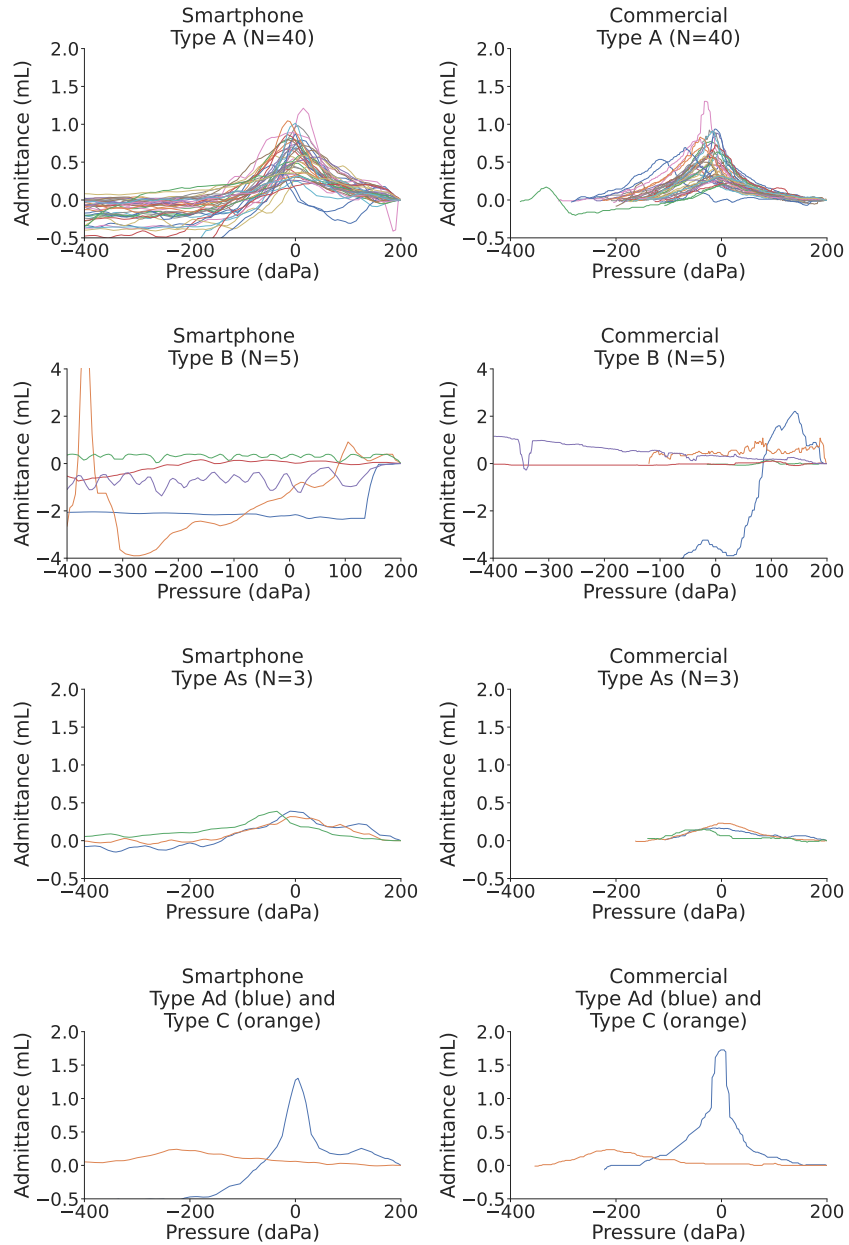 Smartphone
Type A (N=40)
2.0
1.5
1.0
0.5
0.0
−0.5
Admittance (mL)
−400
−200
0
200
Pressure (daPa)
Commercial
Type A (N=40)
2.0
1.5
1.0
0.5
0.0
−0.5
Admittance (mL)
−400
−200
0
200
Pressure (daPa)
Smartphone
Type B (N=5)
4
2
0
−2
−4
Admittance (mL)
−400
−300
−200
−100
0
100
200
Pressure (daPa)
Commercial
Type B (N=5)
4
2
0
−2
−4
Admittance (mL)
−400
−300
−200
−100
0
100
200
Pressure (daPa)
Smartphone
Type As (N=3)
2.0
1.5
1.0
0.5
0.0
−0.5
Admittance (mL)
−400
−200
0
200
Pressure (daPa)
Commercial
Type As (N=3)
2.0
1.5
1.0
0.5
0.0
−0.5
Admittance (mL)
−400
−200
0
200
Pressure (daPa)
Smartphone
Type Ad (blue) and
Type C (orange)
2.0
1.5
1.0
0.5
0.0
−0.5
Admittance (mL)
−400
−200
0
200
Pressure (daPa)
Commercial
Type Ad (blue) and
Type C (orange)
2.0
1.5
1.0
0.5
0.0
−0.5
Admittance (mL)
−400
−200
0
200
Pressure (daPa)